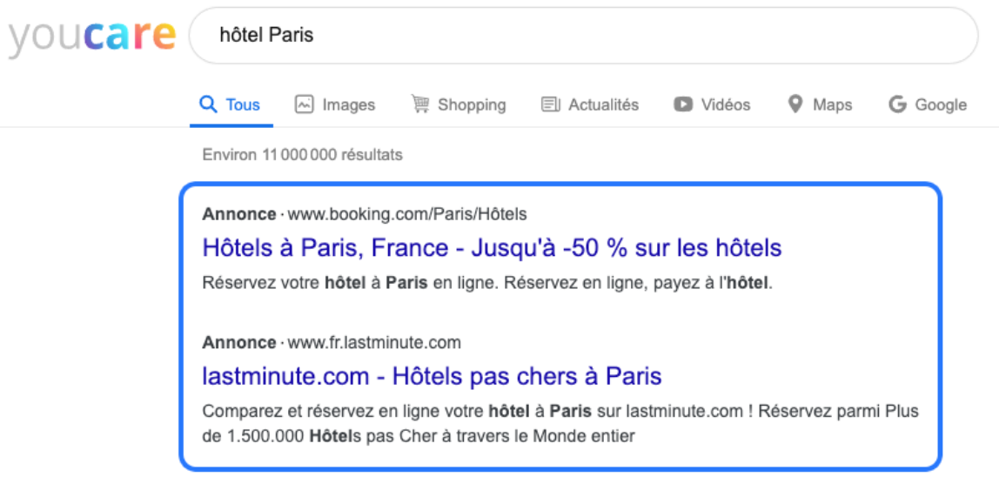 youcare
hôtel Paris
Tous Images Shopping Actualités Vidéos Maps Google
Environ 11 000 000 résultats
Annonce · www.booking.com/Paris/Hôtels
Hôtels à Paris, France - Jusqu'à -50 % sur les hôtels
Réservez votre hôtel à Paris en ligne. Réservez en ligne, payez à l'hôtel.
Annonce · www.fr.lastminute.com
lastminute.com - Hôtels pas chers à Paris
Comparez et réservez en ligne votre hôtel à Paris sur lastminute.com ! Réservez parmi Plus
de 1.500.000 Hôtels pas Cher à travers le Monde entier